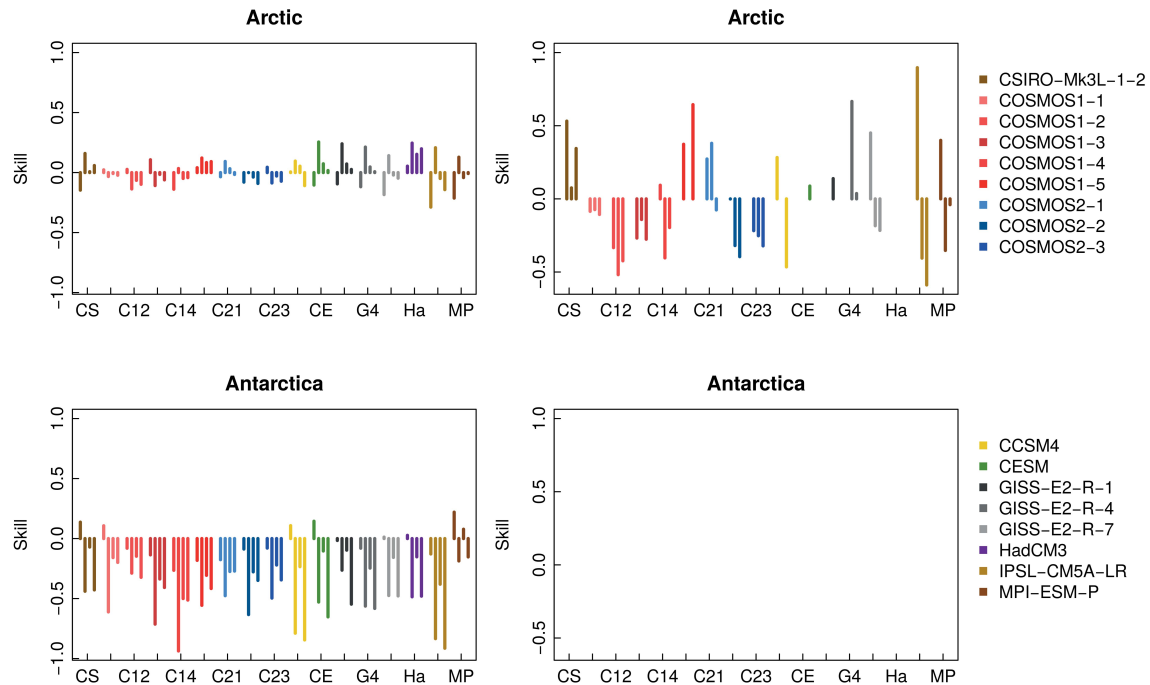 Arctic
Skill
1.0
0.5
0.0
−0.5
−1.0
CS C12 C14 C21 C23 CE G4 Ha MP
Arctic
Skill
1.0
0.5
0.0
−0.5
CS C12 C14 C21 C23 CE G4 Ha MP
CSIRO−Mk3L−1−2
COSMOS1−1
COSMOS1−2
COSMOS1−3
COSMOS1−4
COSMOS1−5
COSMOS2−1
COSMOS2−2
COSMOS2−3
Antarctica
Skill
1.0
0.5
0.0
−0.5
−1.0
CS C12 C14 C21 C23 CE G4 Ha MP
Antarctica
Skill
1.0
0.5
0.0
−0.5
CS C12 C14 C21 C23 CE G4 Ha MP
CCSM4
CESM
GISS−E2−R−1
GISS−E2−R−4
GISS−E2−R−7
HadCM3
IPSL−CM5A−LR
MPI−ESM−P